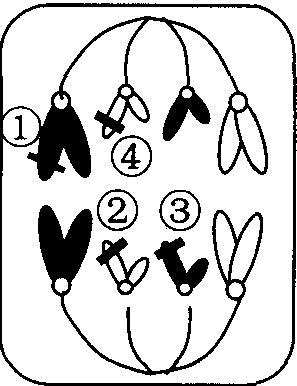 ①
④
② ③